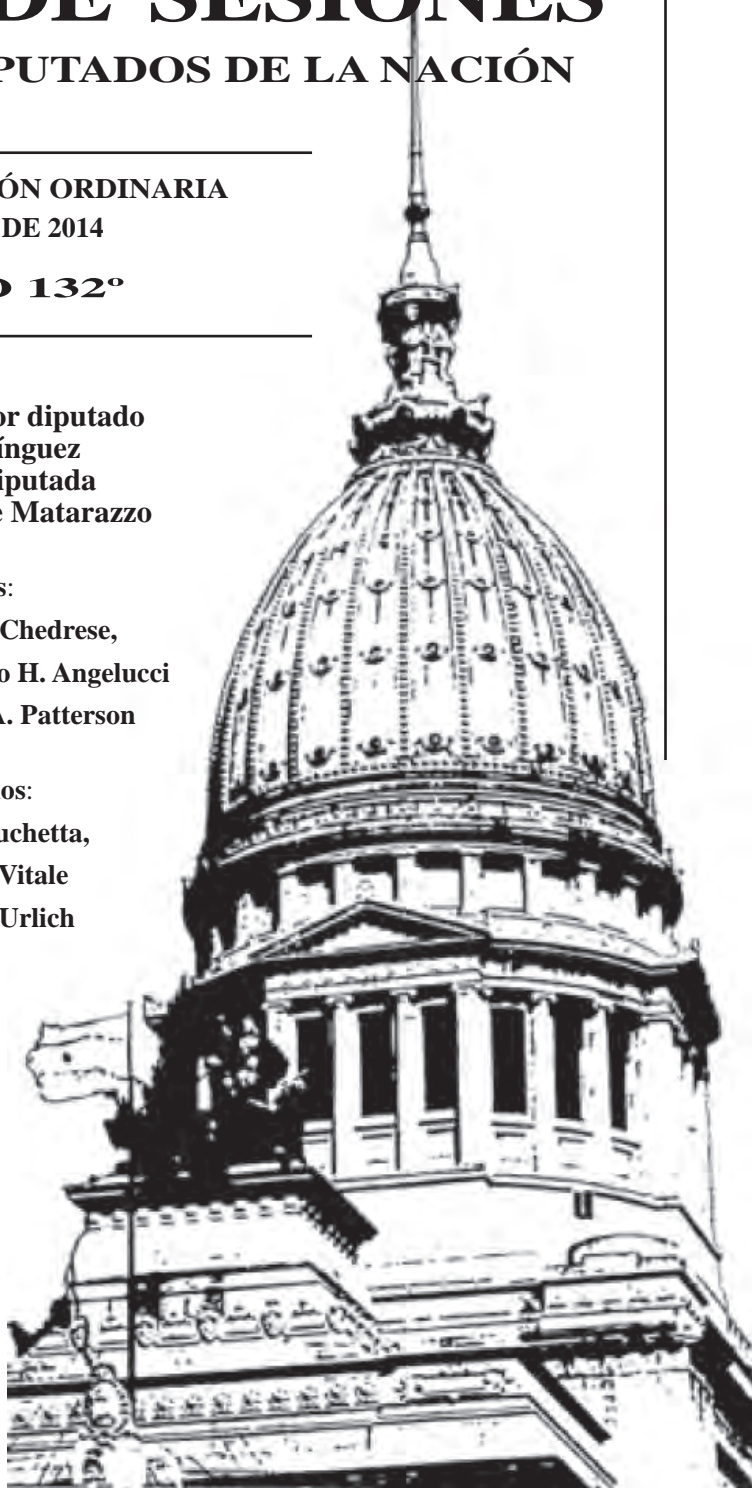 DE SESIONES
PUTADOS DE LA NACIÓN
ÓN ORDINARIA
DE 2014
O 132º
or diputado
ínguez
iputada
e Matarazzo
s:
Chedrese,
o H. Angelucci
A. Patterson
ios:
uchetta,
Vitale
Urlich